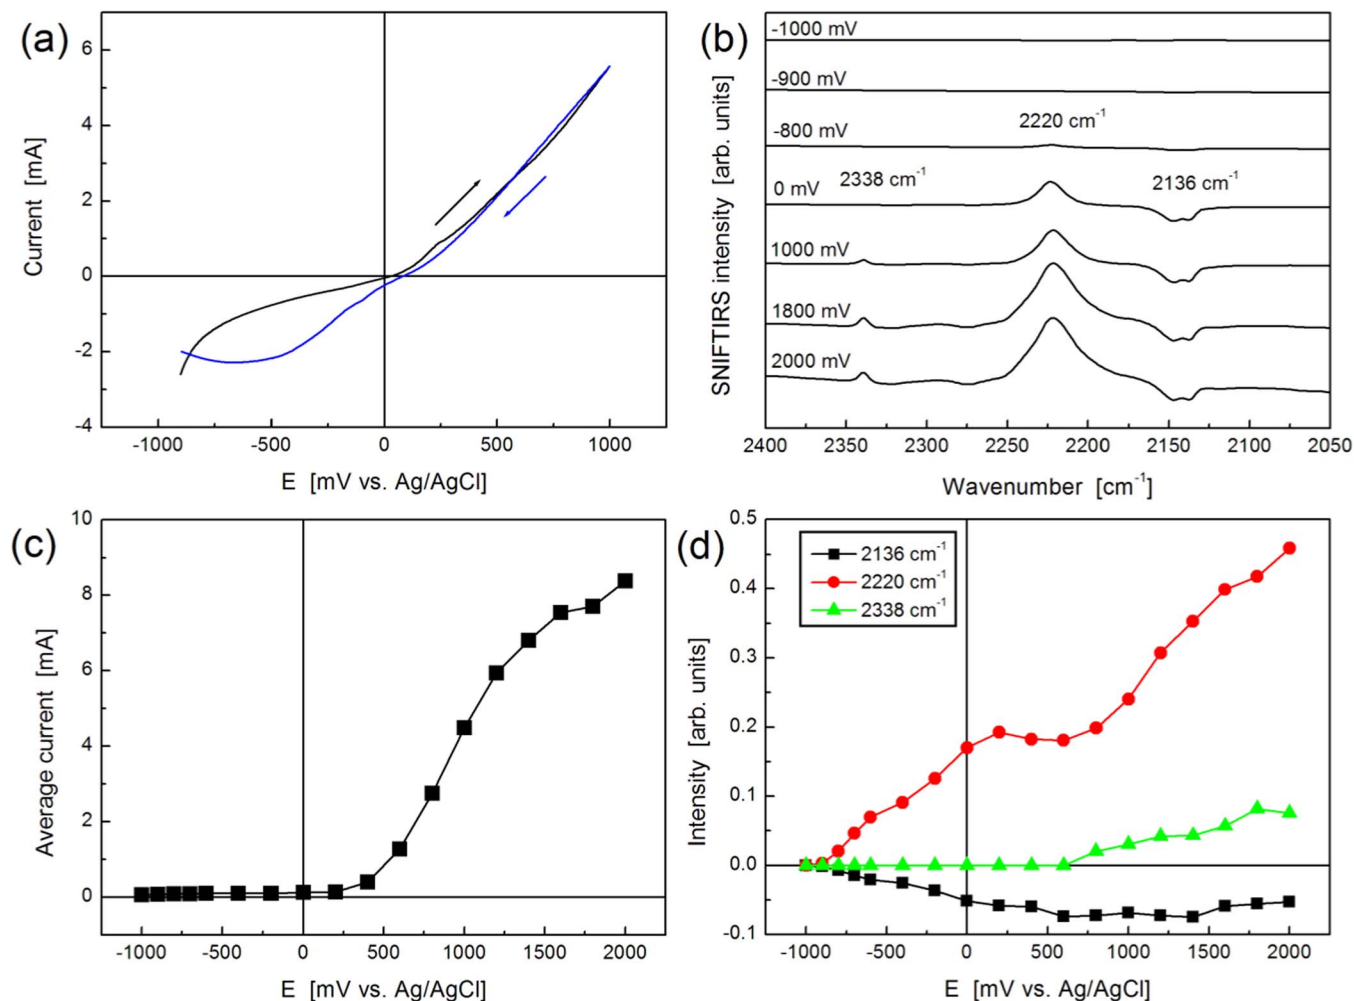 (a)
Current [mA]
6
4
2
0
-2
-4
-1000 -500 0 500 1000
E [mV vs. Ag/AgCl]
(b)
SNIFTIRS intensity [arb. units]
-1000 mV
-900 mV
-800 mV
2220 cm⁻¹
0 mV
2338 cm⁻¹
2136 cm⁻¹
1000 mV
1800 mV
2000 mV
2400 2350 2300 2250 2200 2150 2100 2050
Wavenumber [cm⁻¹]
(c)
Average current [mA]
10
8
6
4
2
0
-1000 -500 0 500 1000 1500 2000
E [mV vs. Ag/AgCl]
(d)
Intensity [arb. units]
0.5
0.4
0.3
0.2
0.1
0.0
-0.1
2136 cm⁻¹
2220 cm⁻¹
2338 cm⁻¹
-1000 -500 0 500 1000 1500 2000
E [mV vs. Ag/AgCl]